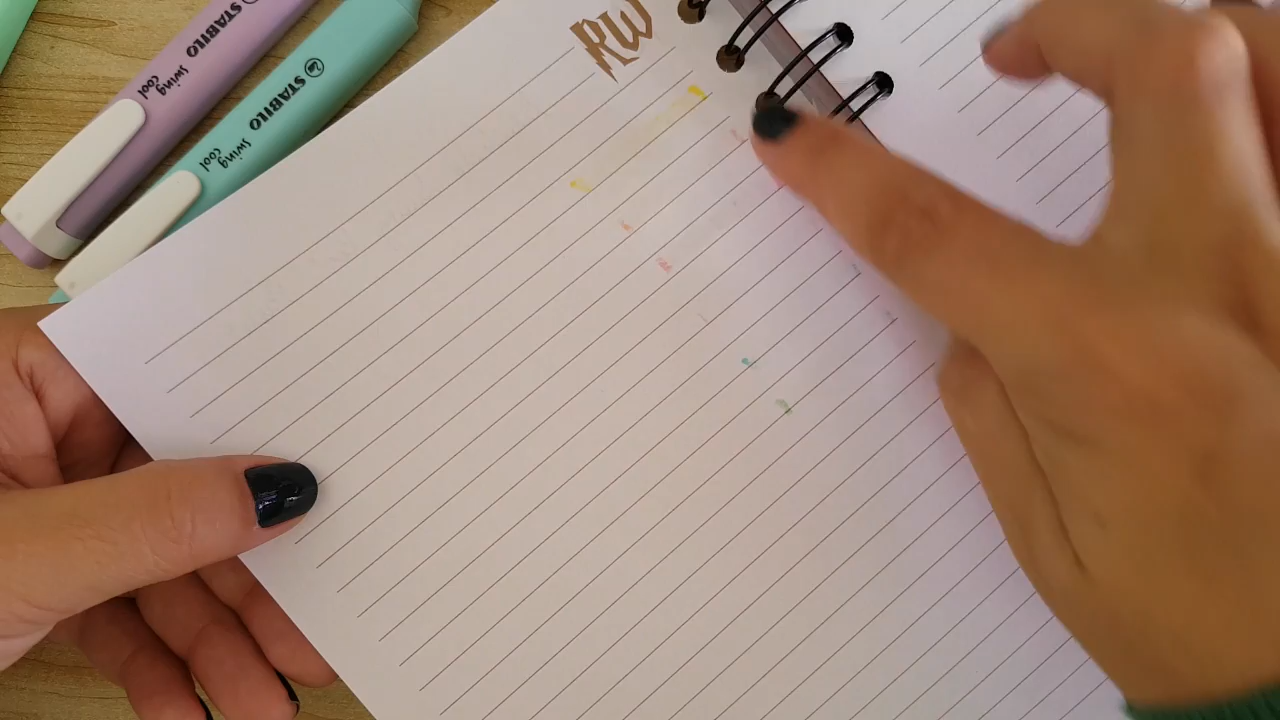 STABILO
swing
cool
STABILO
swing
cool
RW